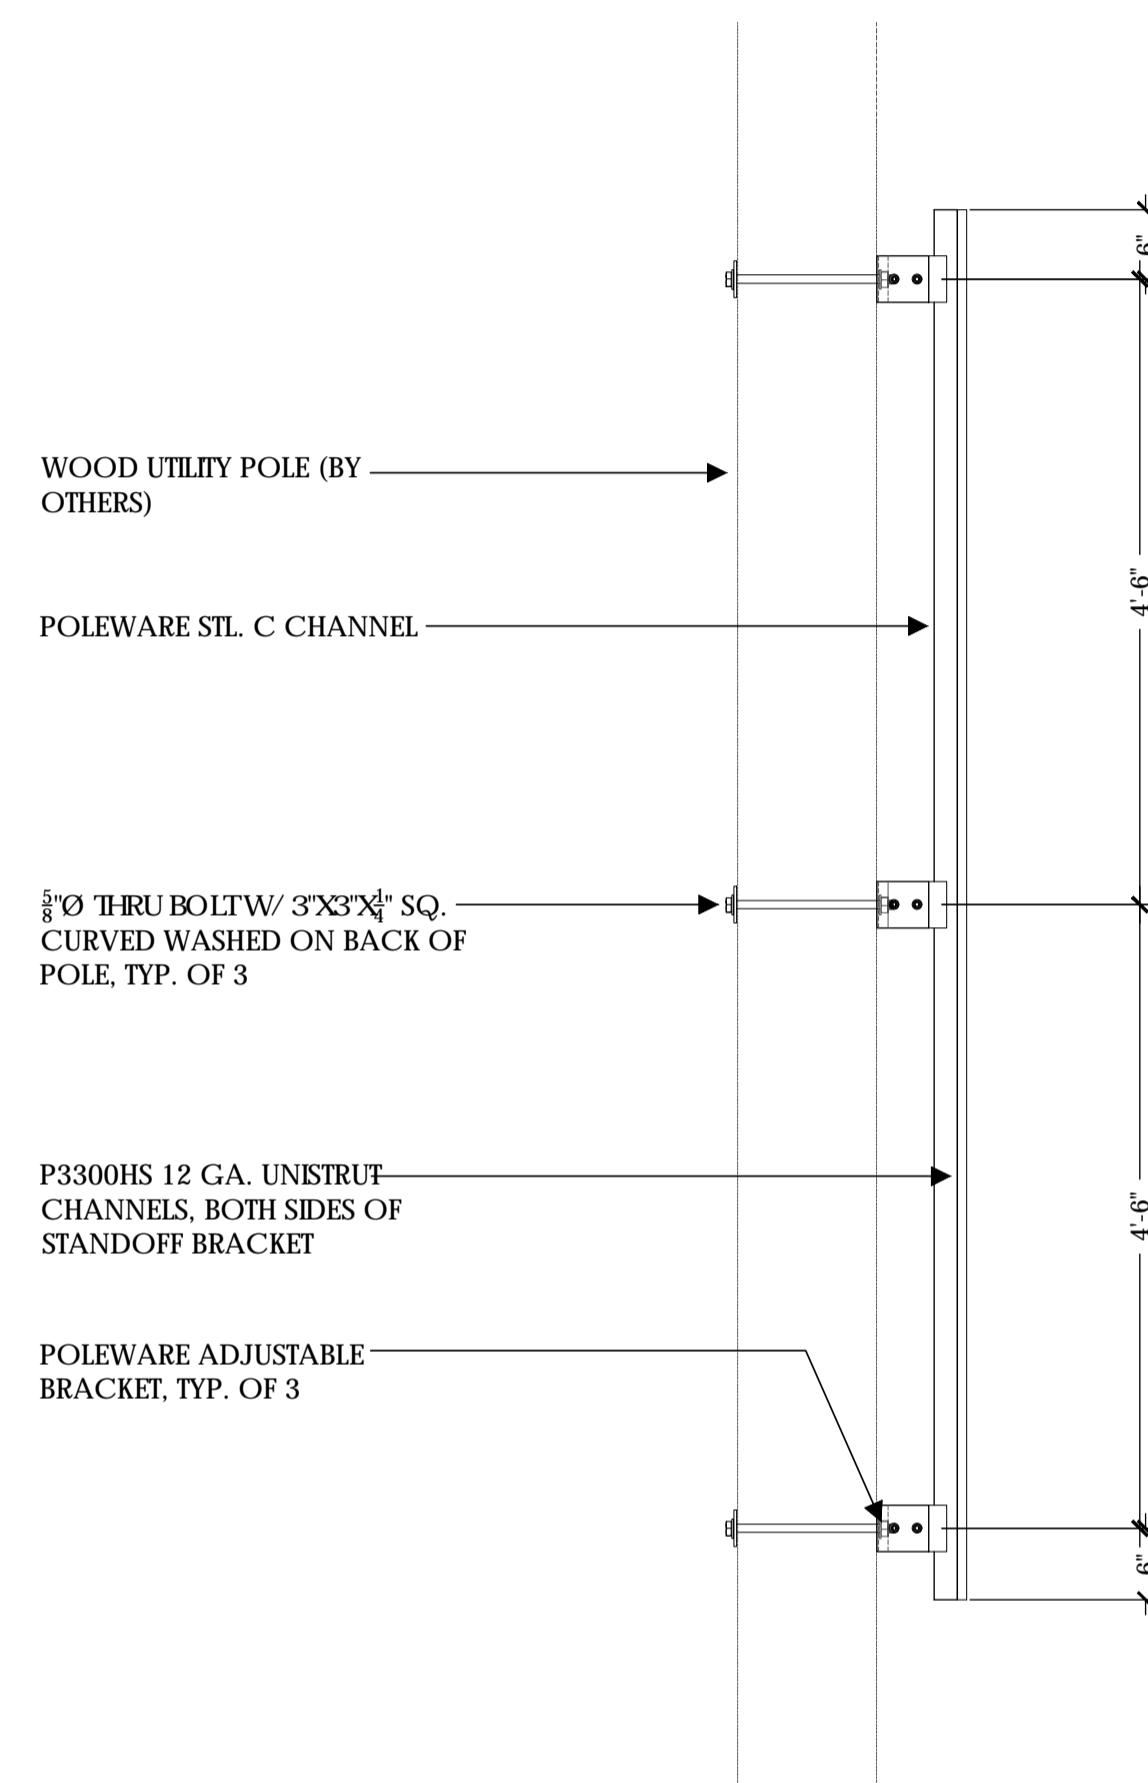 6"
WOOD UTILITY POLE (BY
OTHERS)
4'-6"
POLEWARE STL. C CHANNEL
5/8"Ø THRU BOLT W/ 3"X3"X1/4" SQ.
CURVED WASHED ON BACK OF
POLE, TYP. OF 3
P3300HS 12 GA. UNISTRUT
CHANNELS, BOTH SIDES OF
STANDOFF BRACKET
4'-6"
POLEWARE ADJUSTABLE
BRACKET, TYP. OF 3
6"